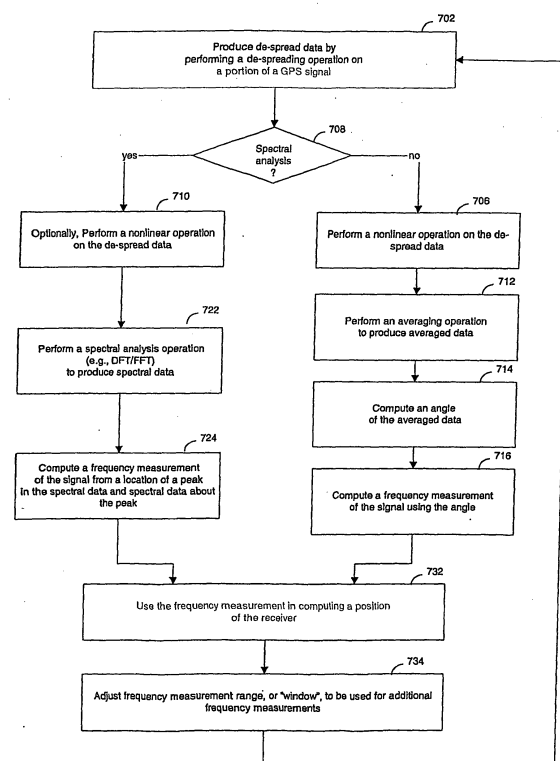 702
Produce de-spread data by
performing a de-spreading operation on
a portion of a GPS signal
708
Spectral
analysis
?
yes
no
710
Optionally, Perform a nonlinear operation
on the de-spread data
706
Perform a nonlinear operation on the de-
spread data
722
Perform a spectral analysis operation
(e.g., DFT/FFT)
to produce spectral data
712
Perform an averaging operation
to produce averaged data
714
Compute an angle
of the averaged data
724
Compute a frequency measurement
of the signal from a location of a peak
in the spectral data and spectral data about
the peak
716
Compute a frequency measurement
of the signal using the angle
732
Use the frequency measurement in computing a position
of the receiver
734
Adjust frequency measurement range, or "window", to be used for additional
frequency measurements